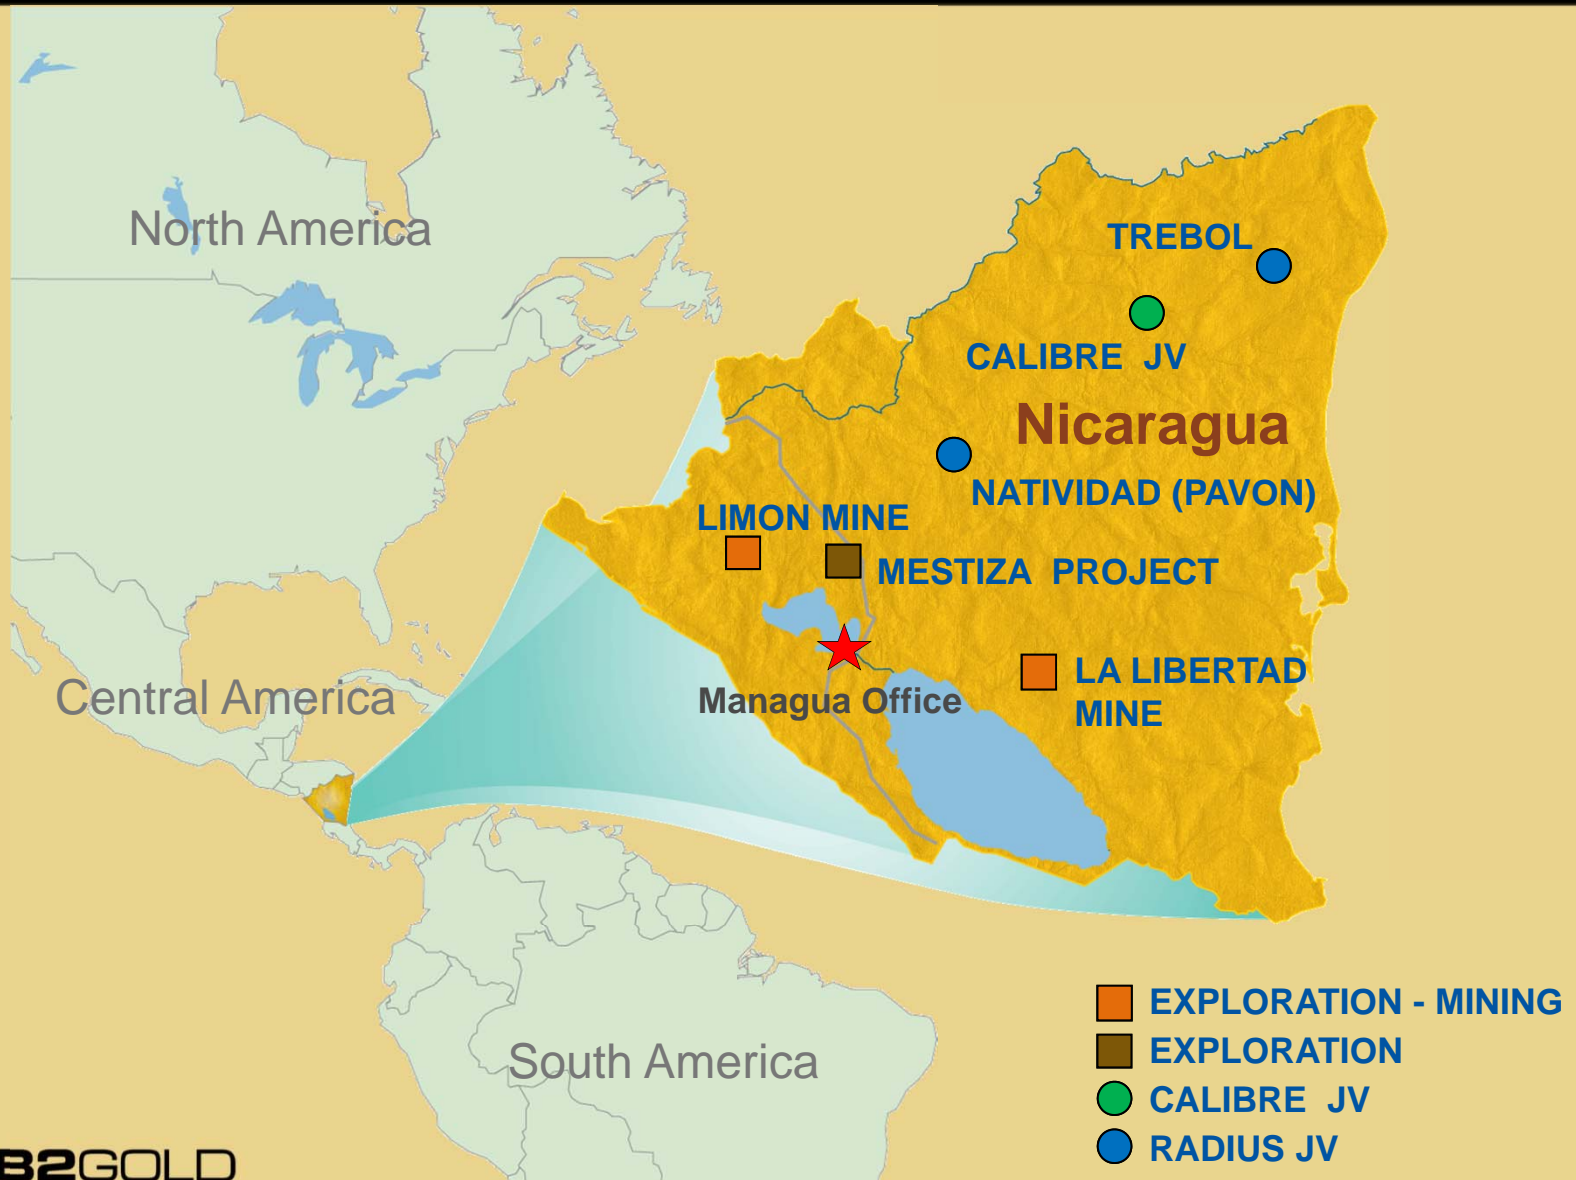 North America
TREBOL
CALIBRE JV
Nicaragua
NATIVIDAD (PAVON)
LIMON MINE
MESTIZA PROJECT
LA LIBERTAD
MINE
Managua Office
Central America
South America
EXPLORATION - MINING
EXPLORATION
CALIBRE JV
RADIUS JV
B2GOLD